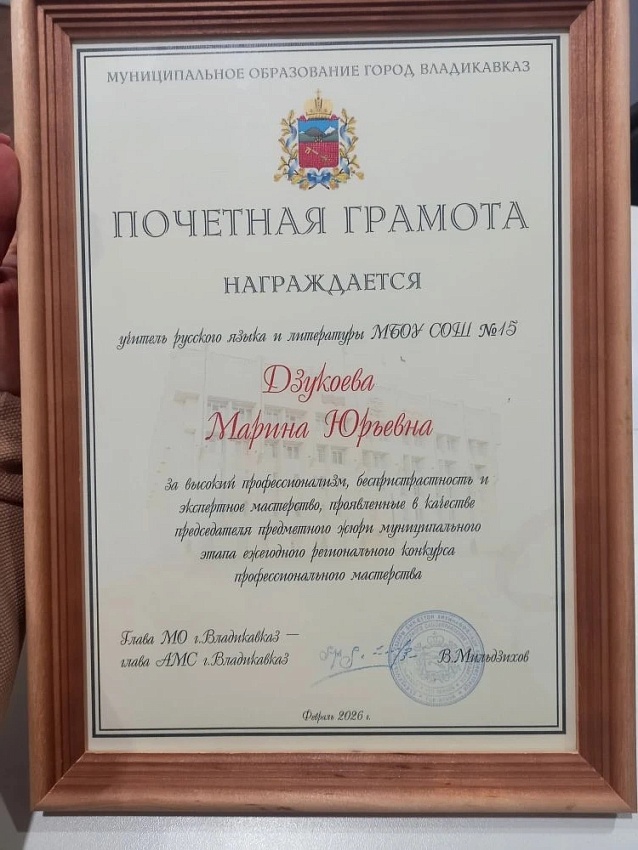 МУНИЦИПАЛЬНОЕ ОБРАЗОВАНИЕ ГОРОД ВЛАДИКАВКАЗ
ПОЧЕТНАЯ ГРАМОТА
НАГРАЖДАЕТСЯ
учитель русского языка и литературы МБОУ СОШ №15
Дзукоева
Марина Юрьевна
за высокий профессионализм, беспристрастность и
экспертное мастерство, проявленные в качестве
председателя предметного жюри муниципального
этапа ежегодного регионального конкурса
профессионального мастерства
Глава МО г.Владикавказ —
глава АМС г.Владикавказ
В.Мильдзихов
Февраль 2026 г.